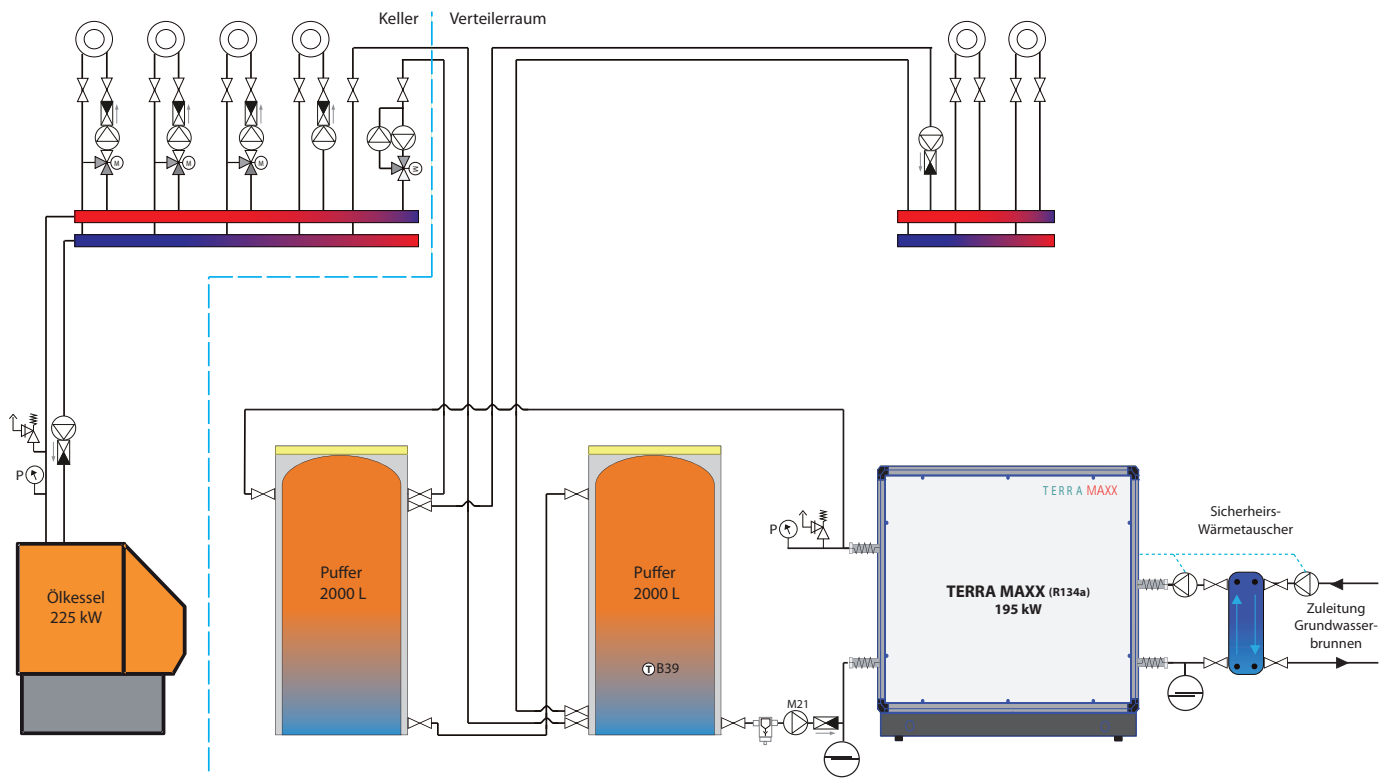 Keller
Verteilerraum
M
M
M
M
P
Ölkessel
225 kW
Puffer
2000 L
Puffer
2000 L
T B39
M21
P
TERRA MAXX
TERRA MAXX (R134a)
195 kW
Sicherheirs-
Wärmetauscher
Zuleitung
Grundwasser-
brunnen